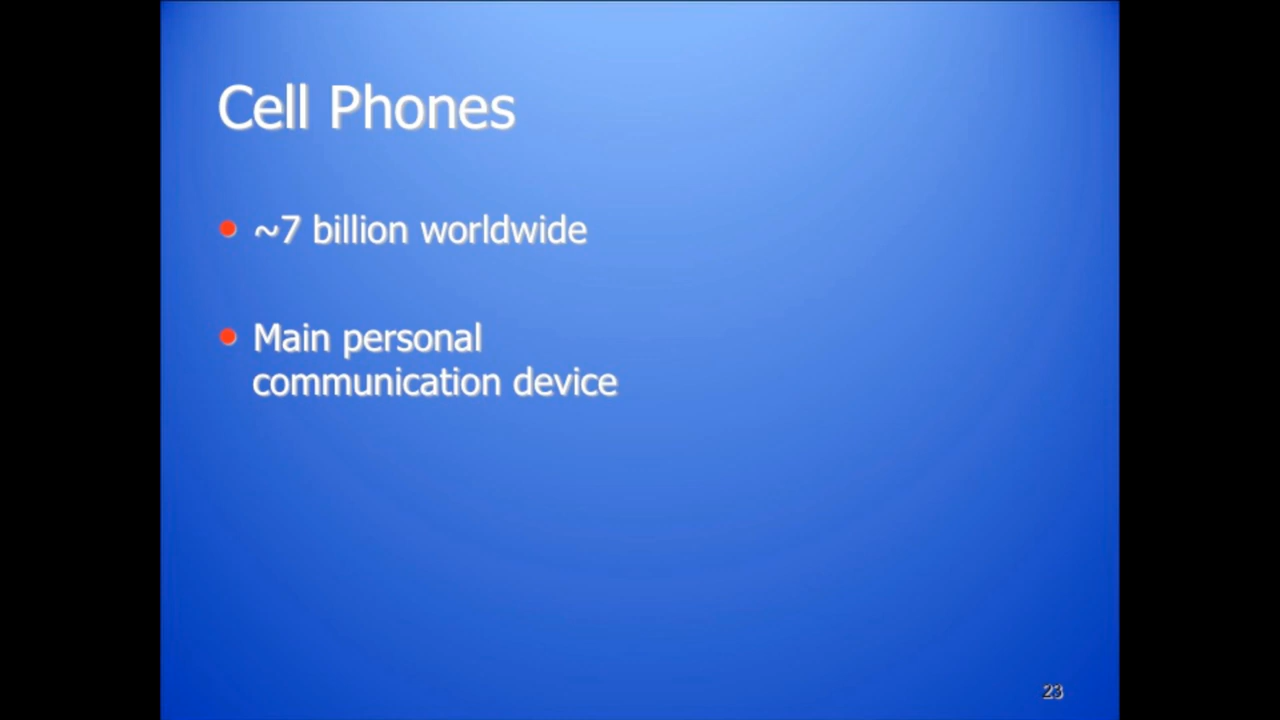 Cell Phones
~7 billion worldwide
Main personal
communication device
23